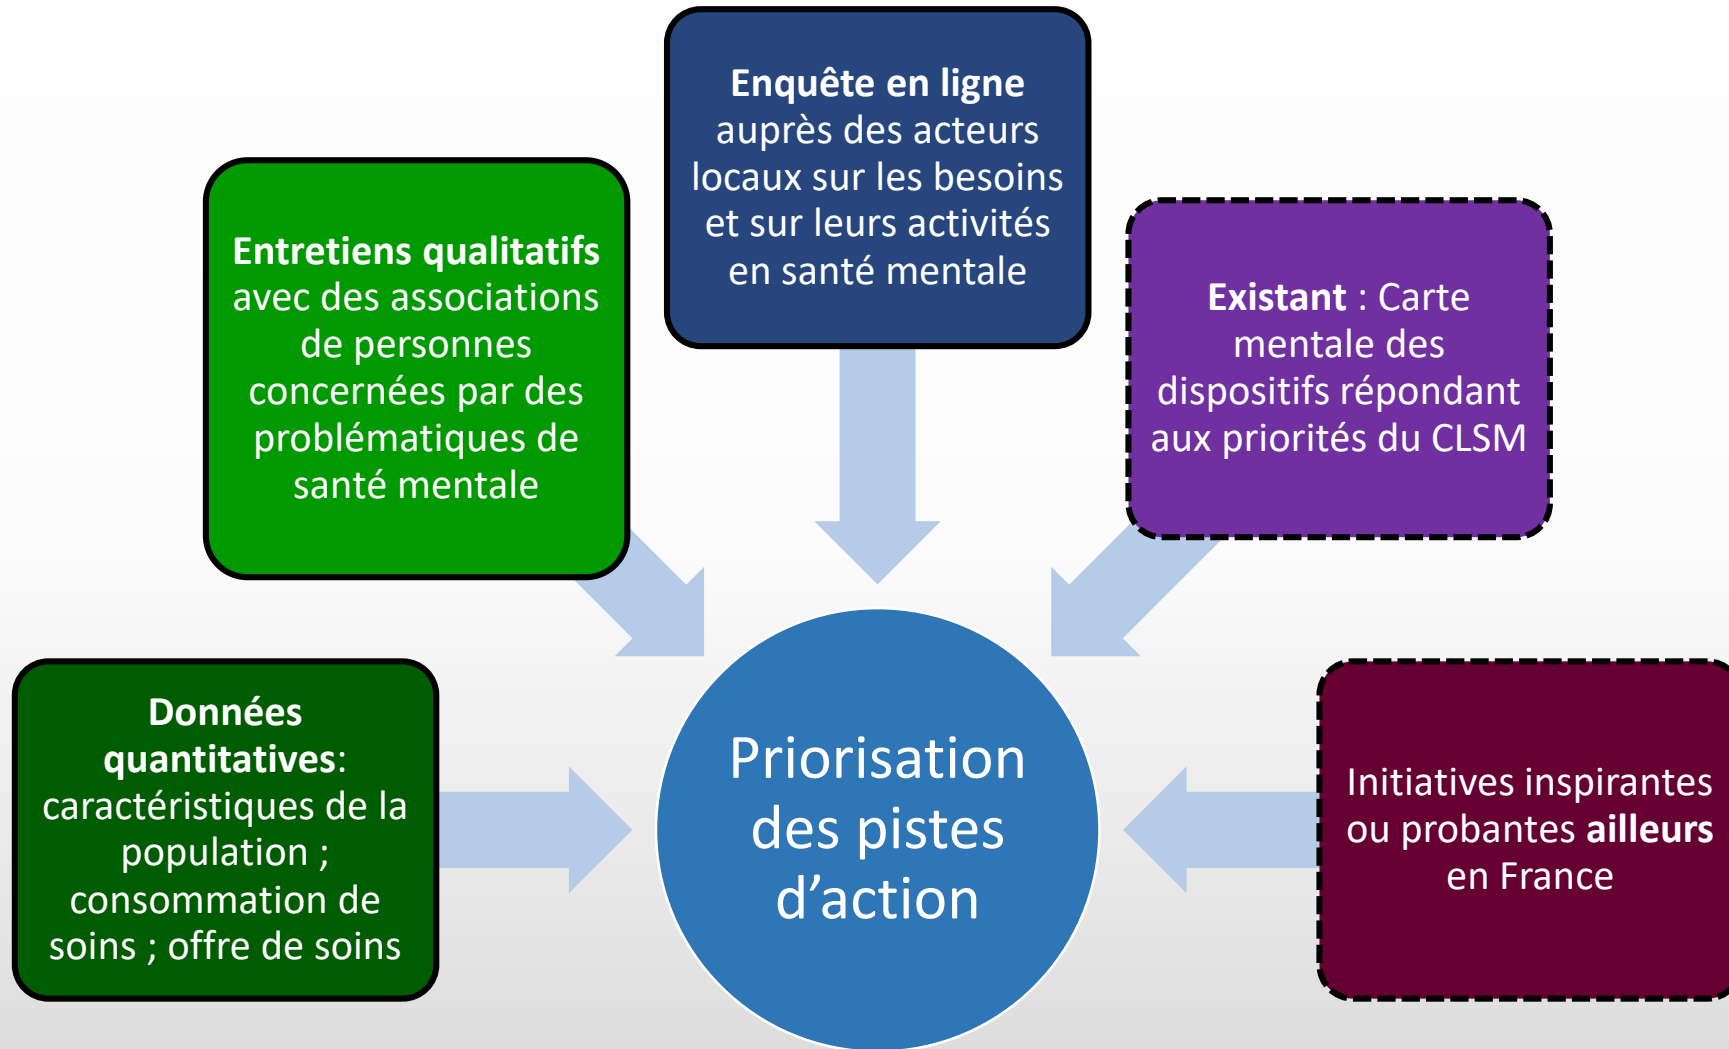 Enquête en ligne
auprès des acteurs
locaux sur les besoins
et sur leurs activités
en santé mentale
Entretiens qualitatifs
avec des associations
de personnes
concernées par des
problématiques de
santé mentale
Existant : Carte
mentale des
dispositifs répondant
aux priorités du CLSM
Données
quantitatives:
caractéristiques de la
population ;
consommation de
soins ; offre de soins
Priorisation
des pistes
d’action
Initiatives inspirantes
ou probantes ailleurs
en France